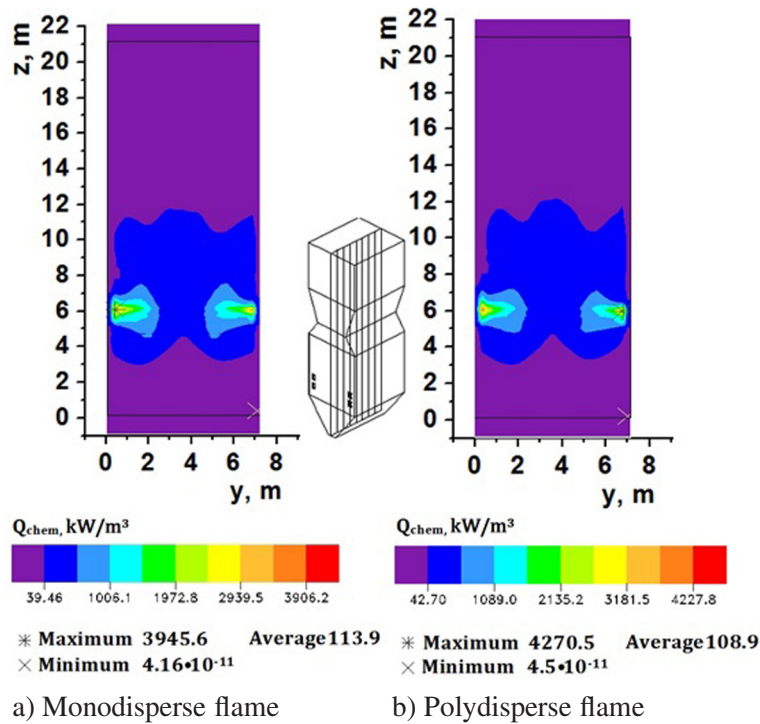 22
20
18
16
14
12
10
8
6
4
2
0
z, m
0 2 4 6 8
y, m
Qchem, kW/m³
39.46 1006.1 1972.8 2939.5 3906.2
Maximum 3945.6 Average113.9
Minimum 4.16•10⁻¹¹
a) Monodisperse flame
22
20
18
16
14
12
10
8
6
4
2
0
z, m
0 2 4 6 8
y, m
Qchem, kW/m³
42.70 1089.0 2135.2 3181.5 4227.8
Maximum 4270.5 Average108.9
Minimum 4.5•10⁻¹¹
b) Polydisperse flame